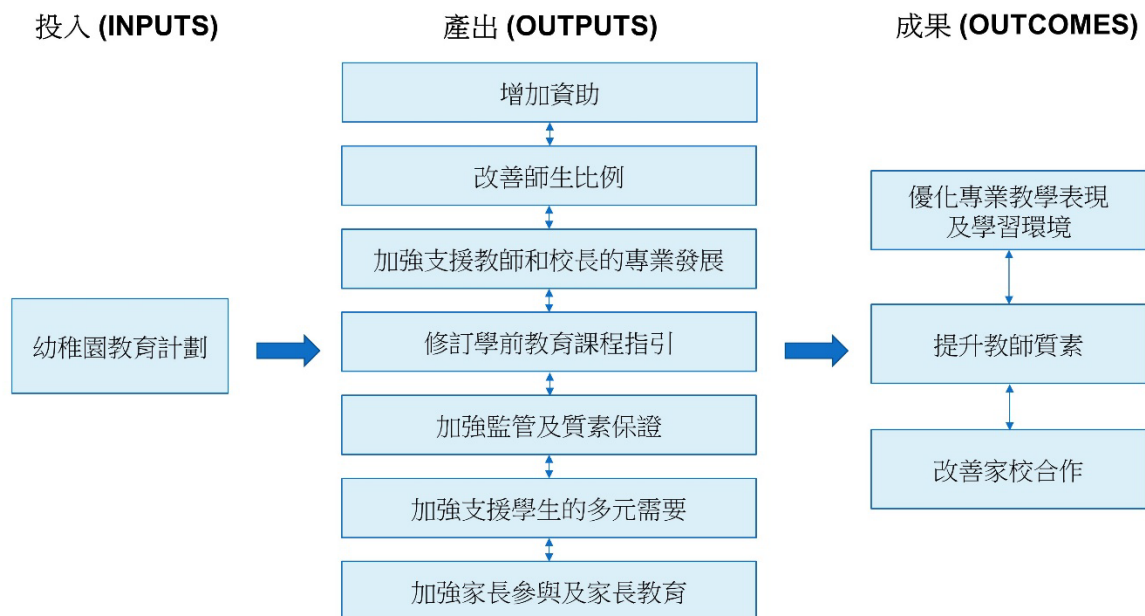 投入 (INPUTS)
產出 (OUTPUTS)
成果 (OUTCOMES)
幼稚園教育計劃
增加資助
改善師生比例
加強支援教師和校長的專業發展
修訂學前教育課程指引
加強監管及質素保證
加強支援學生的多元需要
加強家長參與及家長教育
優化專業教學表現
及學習環境
提升教師質素
改善家校合作